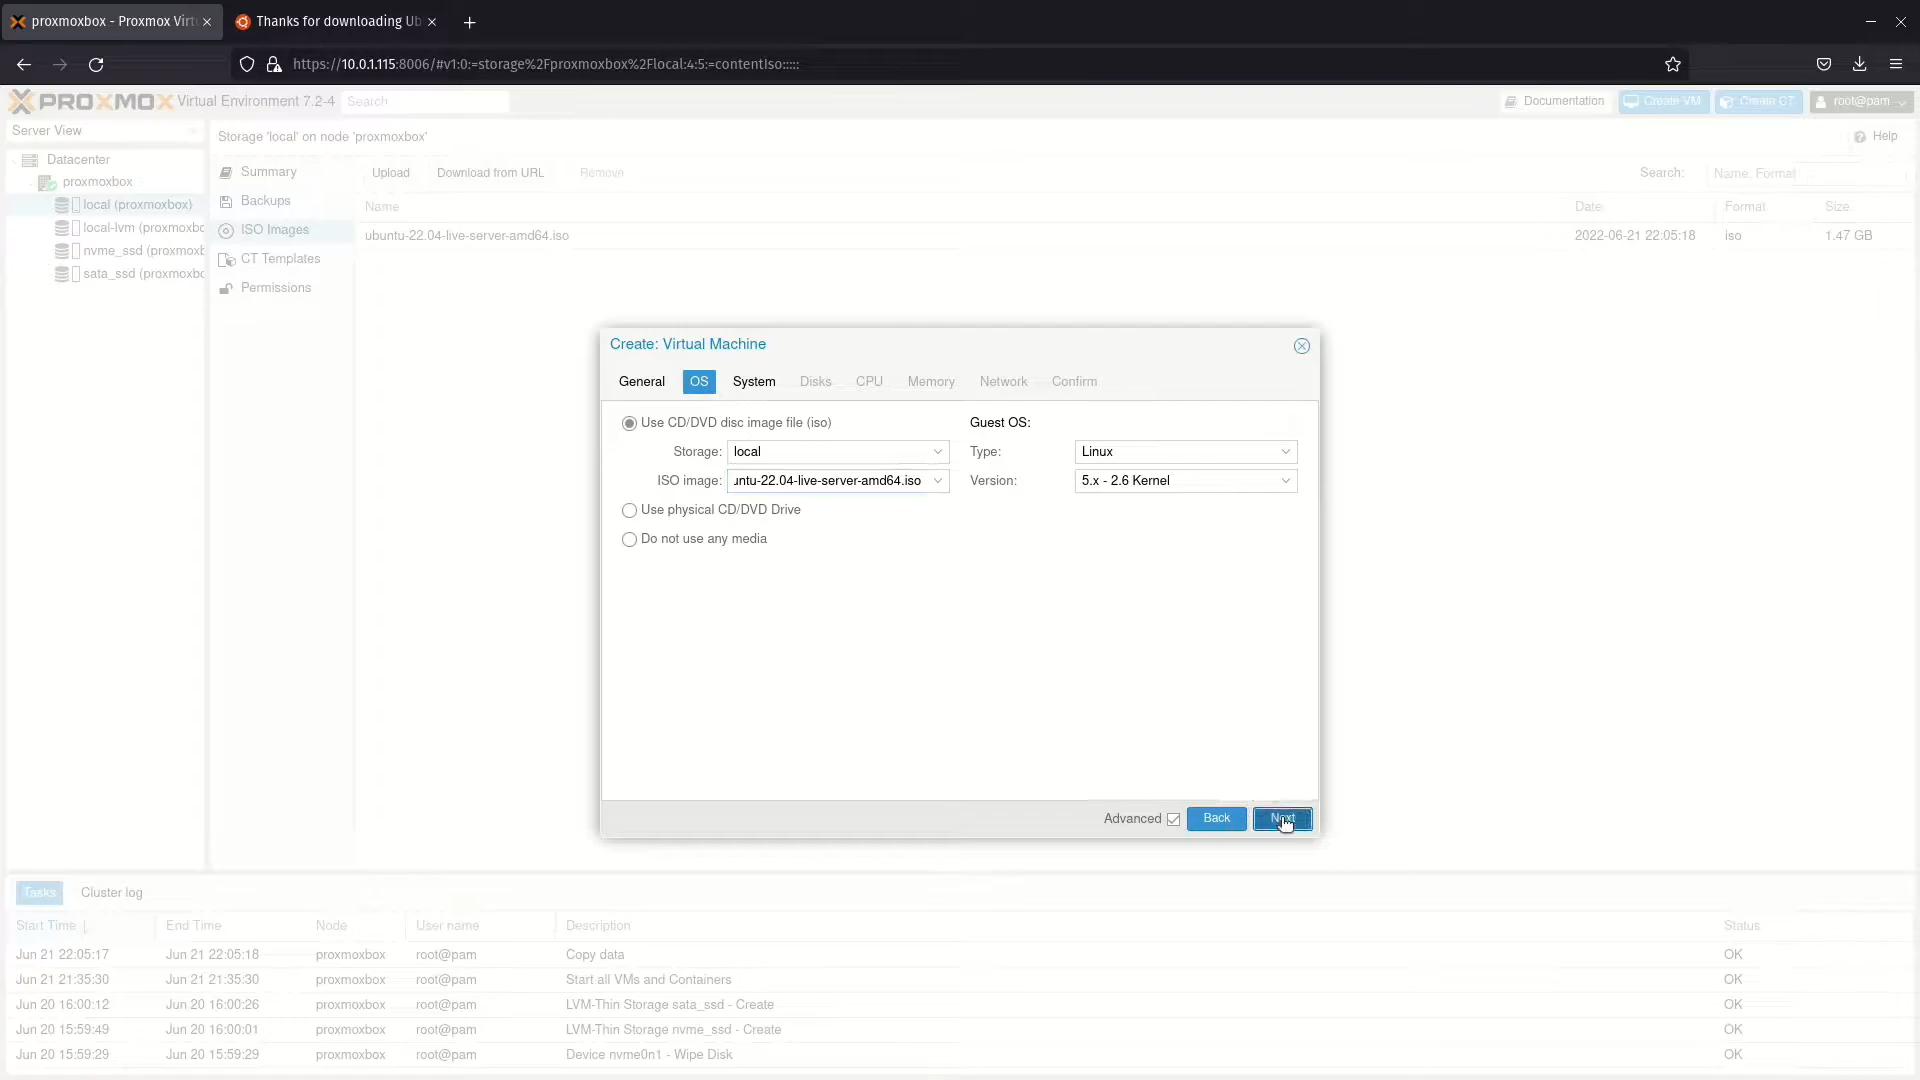 proxmoxbox - Proxmox Virt
Thanks for downloading Ub
https://10.0.1.115:8006/#v1:0:=storage%2Fproxmoxbox%2Flocal:4:5:=contentIso:::::
PROXMOX Virtual Environment 7.2-4
Search
Documentation
Create VM
Create CT
root@pam
Server View
Storage 'local' on node 'proxmoxbox'
Help
Datacenter
proxmoxbox
local (proxmoxbox)
local-lvm (proxmoxbo
nvme_ssd (proxmoxb
sata_ssd (proxmoxbo
Summary
Backups
ISO Images
CT Templates
Permissions
Upload
Download from URL
Remove
Search:
Name, Format
Name
Date
Format
Size
ubuntu-22.04-live-server-amd64.iso
2022-06-21 22:05:18
iso
1.47 GB
Create: Virtual Machine
General
OS
System
Disks
CPU
Memory
Network
Confirm
Use CD/DVD disc image file (iso)
Storage: local
ISO image: untu-22.04-live-server-amd64.iso
Use physical CD/DVD Drive
Do not use any media
Guest OS:
Type: Linux
Version: 5.x - 2.6 Kernel
Advanced
Back
Next
Tasks
Cluster log
Start Time End Time Node User name Description Status
Jun 21 22:05:17 Jun 21 22:05:18 proxmoxbox root@pam Copy data OK
Jun 21 21:35:30 Jun 21 21:35:30 proxmoxbox root@pam Start all VMs and Containers OK
Jun 20 16:00:12 Jun 20 16:00:26 proxmoxbox root@pam LVM-Thin Storage sata_ssd - Create OK
Jun 20 15:59:49 Jun 20 16:00:01 proxmoxbox root@pam LVM-Thin Storage nvme_ssd - Create OK
Jun 20 15:59:29 Jun 20 15:59:29 proxmoxbox root@pam Device nvme0n1 - Wipe Disk OK